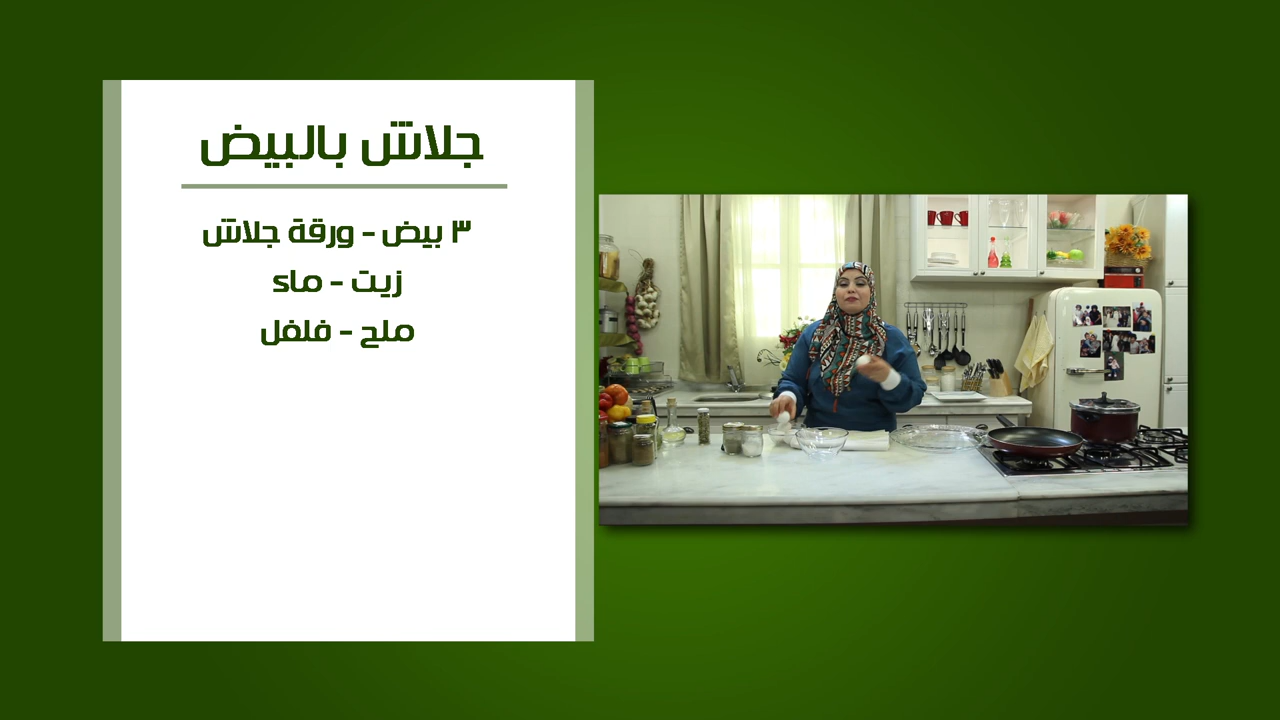 جلاش بالبيض
٣ بيض - ورقة جلاش
زيت - ماء
ملح - فلفل